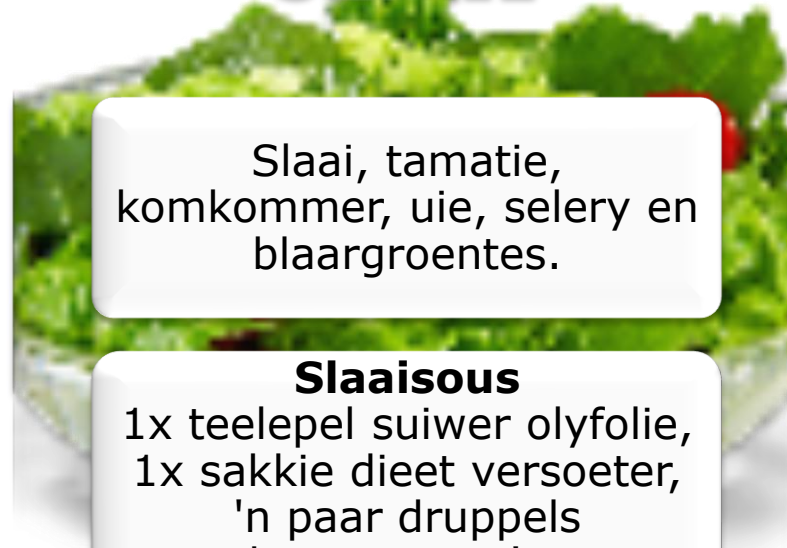 Slaai, tamatie,
komkommer, uie, selery en
blaargroentes.
Slaaisous
1x teelepel suiwer olyfolie,
1x sakkie dieet versoeter,
'n paar druppels